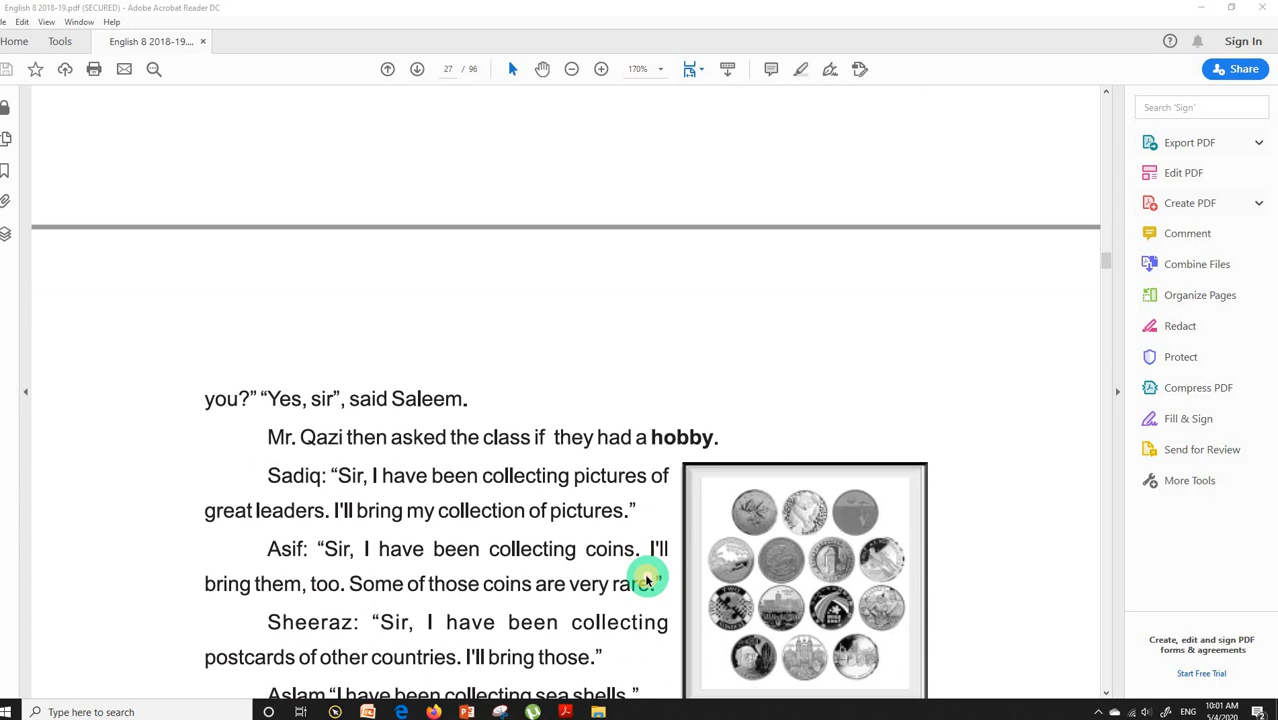 English 8 2018-19.pdf (SECURED) - Adobe Acrobat Reader DC
Edit View Window Help
Home Tools English 8 2018-19.... × Sign In
27 / 96 170% Share
Search 'Sign'
Export PDF
Edit PDF
Create PDF
Comment
Combine Files
Organize Pages
Redact
Protect
Compress PDF
Fill & Sign
Send for Review
More Tools
Create, edit and sign PDF
forms & agreements
Start Free Trial
you?” “Yes, sir”, said Saleem.
Mr. Qazi then asked the class if they had a hobby.
Sadiq: “Sir, I have been collecting pictures of
great leaders. I'll bring my collection of pictures.”
Asif: “Sir, I have been collecting coins. I'll
bring them, too. Some of those coins are very rare.”
Sheeraz: “Sir, I have been collecting
postcards of other countries. I'll bring those.”
Aslam “I have been collecting sea shells.”
Type here to search
ENG 10:01 AM
5/4/2020